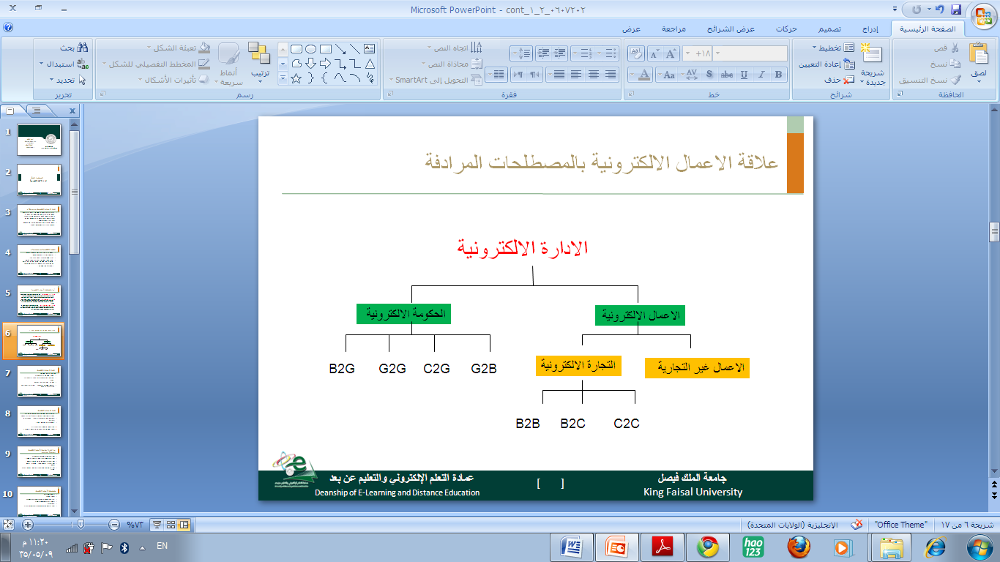 Microsoft PowerPoint - cont_١_٢_٠٦٠٧٢٠٢
الصفحة الرئيسية إدراج تصميم حركات عرض الشرائح مراجعة عرض
لصق
قص
نسخ
نسخ التنسيق
الحافظة
شريحة جديدة
تخطيط
إعادة التعيين
حذف
شرائح
+١٨
B I U abc S AV Aa A
خط
فقرة
اتجاه النص
محاذاة النص
التحويل إلى SmartArt
رسم
ترتيب
أنماط سريعة
تعبئة الشكل
المخطط التفصيلي للشكل
تأثيرات الأشكال
بحث
استبدال
تحديد
تحرير
1
2
3
4
5
6
7
8
9
10
علاقة الاعمال الالكترونية بالمصطلحات المرادفة
الادارة الالكترونية
الاعمال الالكترونية
الحكومة الالكترونية
الاعمال غير التجارية
التجارة الالكترونية
B2G G2G C2G G2B
B2B B2C C2C
جامعة الملك فيصل
King Faisal University
[ ]
عمادة التعلم الإلكتروني والتعليم عن بعد
Deanship of E-Learning and Distance Education
شريحة ٦ من ١٧
"Office Theme"
الإنجليزية (الولايات المتحدة)
%٧٣
EN
hao
123
١١:٢٠ م
٣٥/٠٥/٠٩